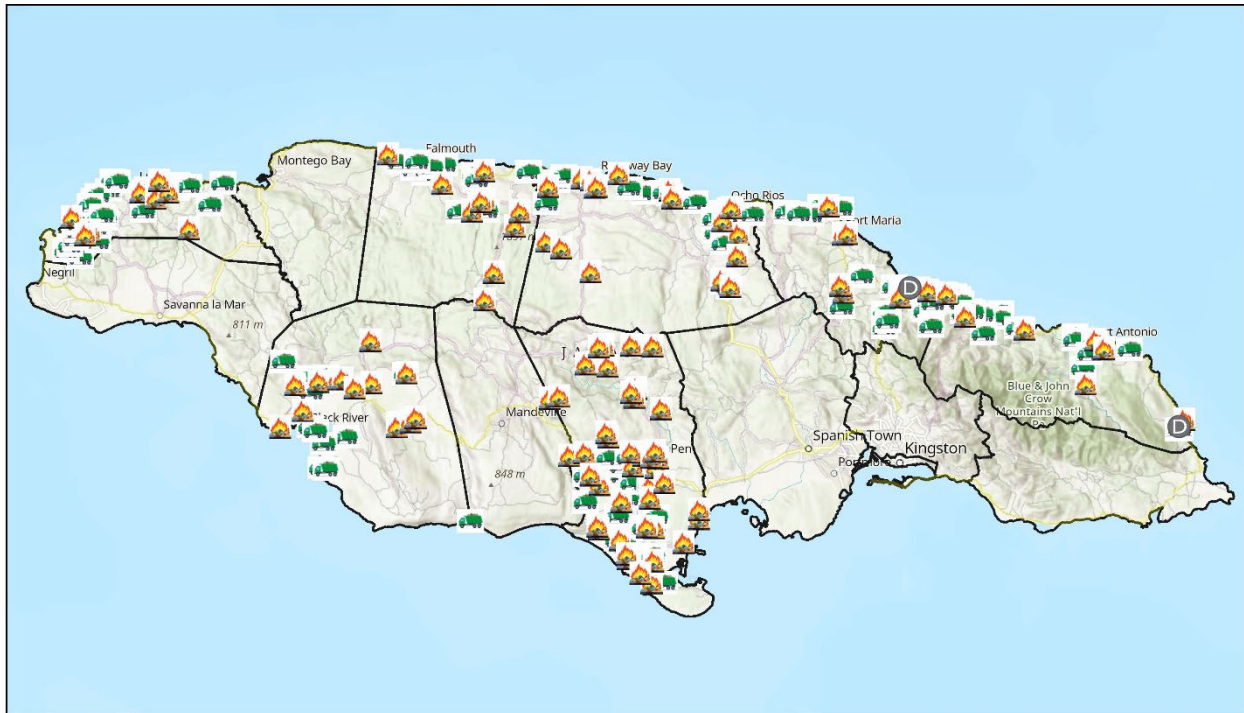 Montego Bay
Falmouth
Ocho Rios
Negril
Savanna la Mar
811 m
Mandeville
848 m
Pen
Spanish Town
Kingston
Blue & John
Crow
Mountains Nat'l
D
D